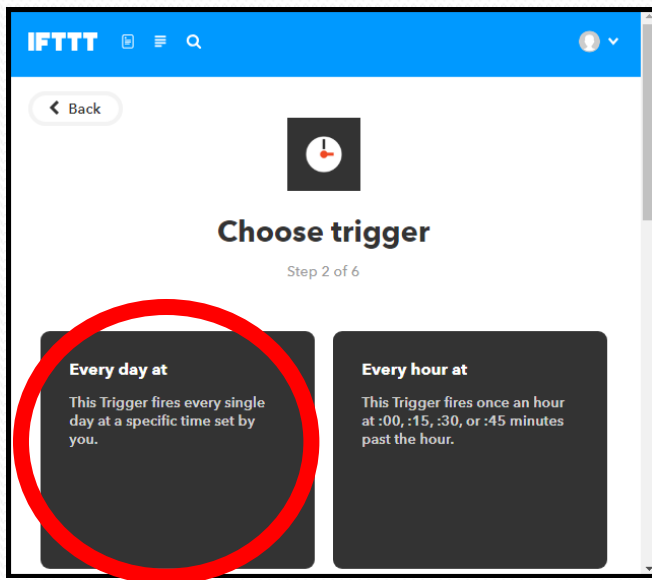 IFTTT
Back
Choose trigger
Step 2 of 6
Every day at
This Trigger fires every single
day at a specific time set by
you.
Every hour at
This Trigger fires once an hour
at :00, :15, :30, or :45 minutes
past the hour.